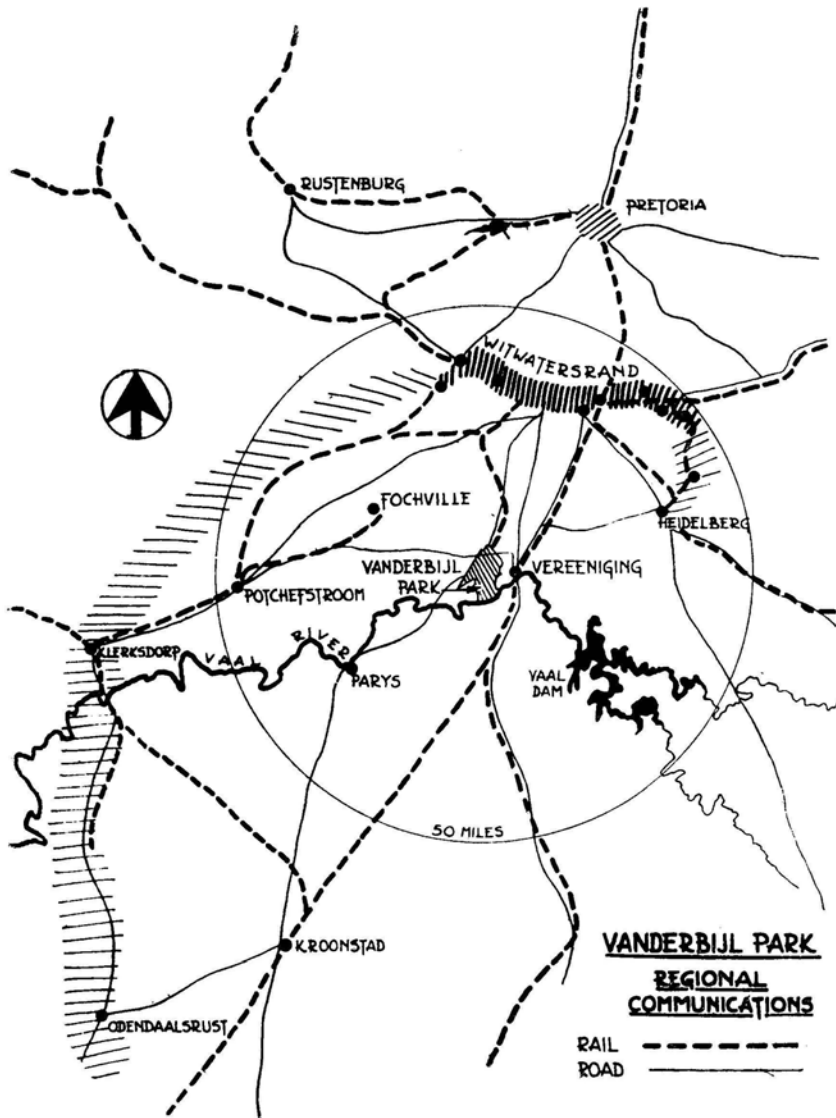 RUSTENBURG
PRETORIA
WITWATERSRAND
FOCHVILLE
HEIDELBERG
VANDERBIJL
PARK
VEREENIGING
POTCHEFSTROOM
KLERKSDORP
VAAL RIVER
PARYS
VAAL
DAM
50 MILES
KROONSTAD
ODENDAALSRUST
VANDERBIJL PARK
REGIONAL
COMMUNICATIONS
RAIL
ROAD